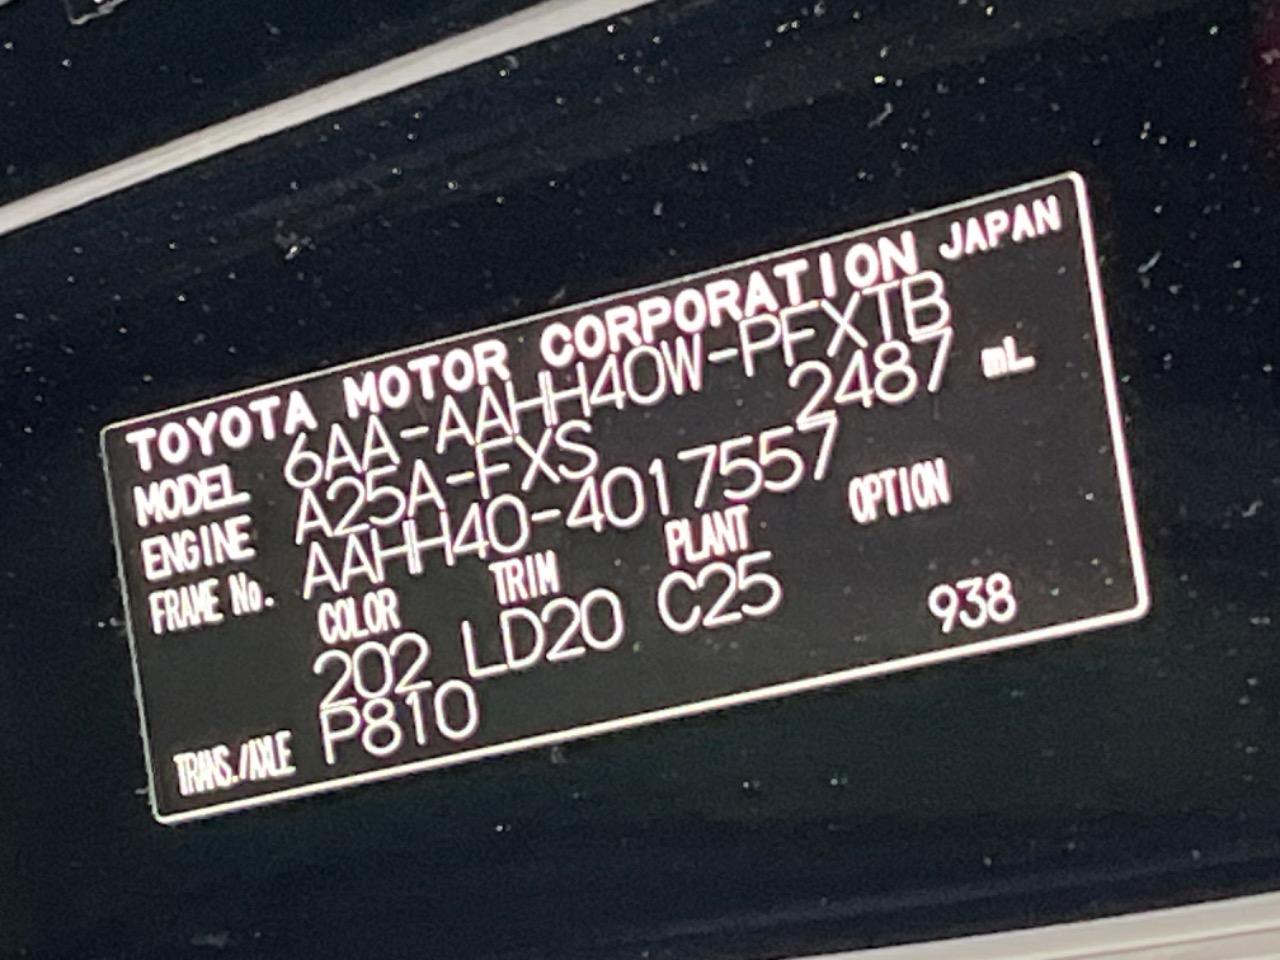 TOYOTA MOTOR CORPORATION JAPAN
MODEL 6AA-AAHH40W-PFXTB
ENGINE A25A-FXS 2487 mL
FRAME No. AAHH40-4017557
COLOR TRIM PLANT OPTION
202 LD20 C25 938
TRANS./AXLE P810